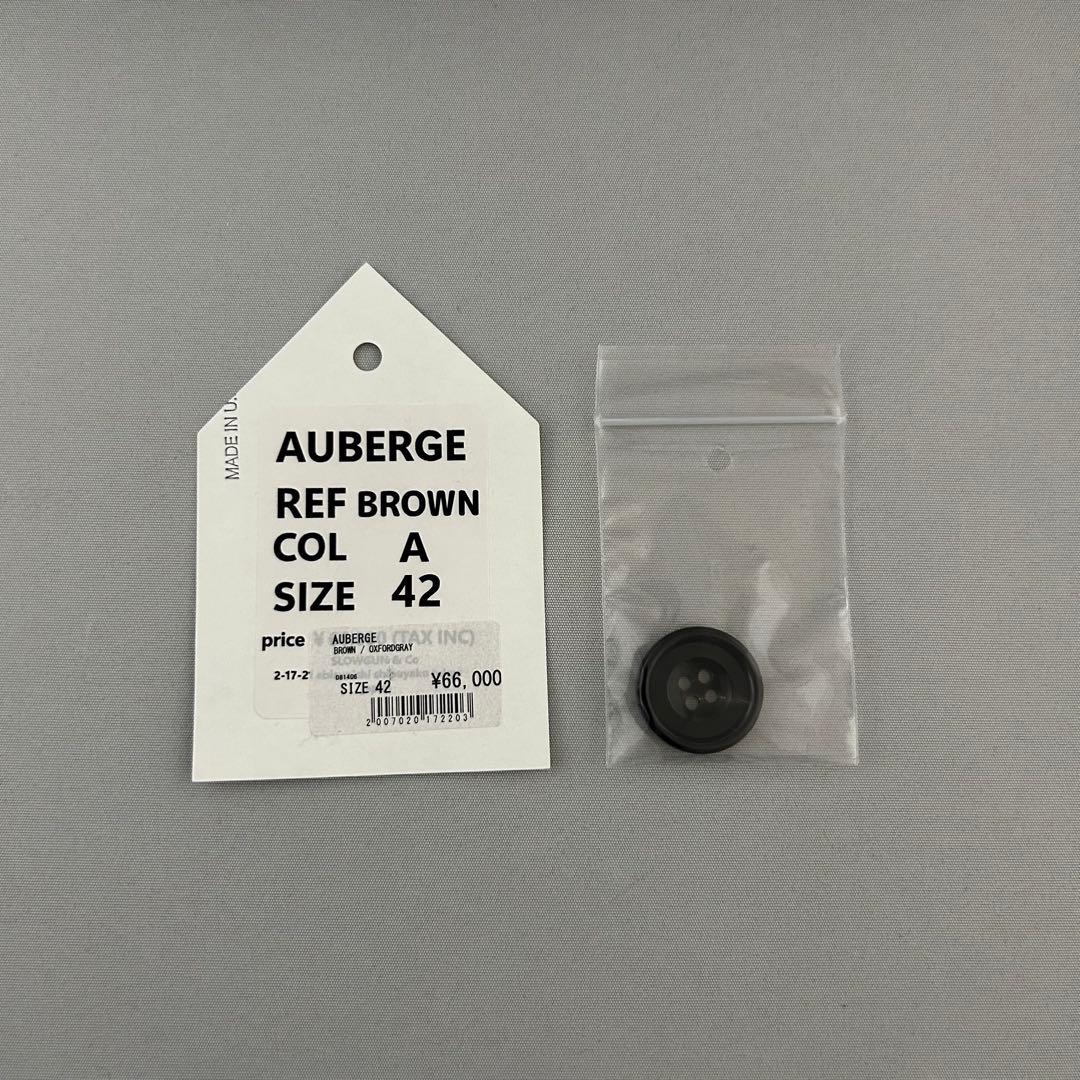 MADE IN U.
AUBERGE
REF BROWN
COL A
SIZE 42
price ¥ (TAX INC)
AUBERGE
BROWN / OXFORDGRAY
SLOWGUN & Co
2-17-2
081406
SIZE 42 ¥66,000
2007020172203